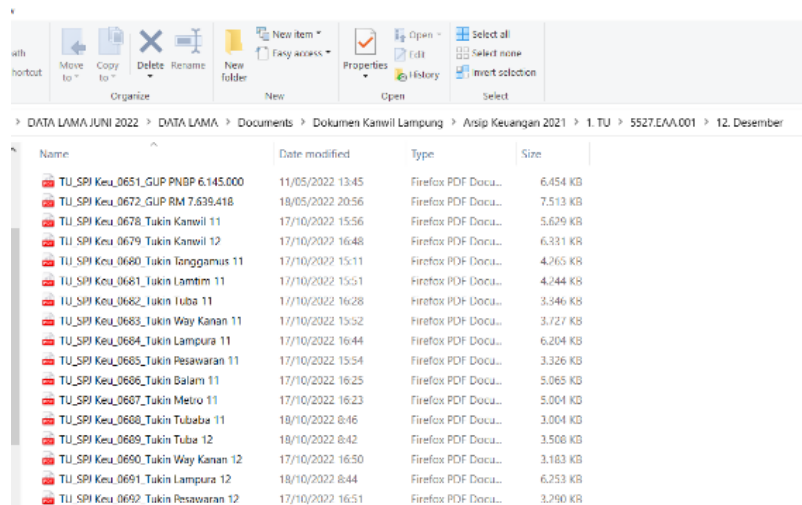 New item
Open
Select all
ath
Move to
Copy to
Delete
Rename
New folder
Easy access
Properties
Edit
History
Select none
Invert selection
hortcut
Organize
New
Open
Select
> DATA LAMA JUNI 2022 > DATA LAMA > Documents > Dokumen Kanwil Lampung > Arsip Keuangan 2021 > 1. TU > 5527.EAA.001 > 12. Desember
Name Date modified Type Size
TU_SPJ Keu_0651_GUP PNBP 6.145.000 11/05/2022 13:45 Firefox PDF Docu... 6.454 KB
TU_SPJ Keu_0672_GUP RM 7.639.418 18/05/2022 20:56 Firefox PDF Docu... 7.513 KB
TU_SPJ Keu_0678_Tukin Kanwil 11 17/10/2022 15:56 Firefox PDF Docu... 5.629 KB
TU_SPJ Keu_0679_Tukin Kanwil 12 17/10/2022 16:48 Firefox PDF Docu... 6.331 KB
TU_SPJ Keu_0680_Tukin Tanggamus 11 17/10/2022 15:11 Firefox PDF Docu... 4.265 KB
TU_SPJ Keu_0681_Tukin Lamtim 11 17/10/2022 15:51 Firefox PDF Docu... 4.244 KB
TU_SPJ Keu_0682_Tukin Tuba 11 17/10/2022 16:28 Firefox PDF Docu... 3.346 KB
TU_SPJ Keu_0683_Tukin Way Kanan 11 17/10/2022 15:52 Firefox PDF Docu... 3.727 KB
TU_SPJ Keu_0684_Tukin Lampura 11 17/10/2022 16:44 Firefox PDF Docu... 6.204 KB
TU_SPJ Keu_0685_Tukin Pesawaran 11 17/10/2022 15:54 Firefox PDF Docu... 3.326 KB
TU_SPJ Keu_0686_Tukin Balam 11 17/10/2022 16:25 Firefox PDF Docu... 5.065 KB
TU_SPJ Keu_0687_Tukin Metro 11 17/10/2022 16:23 Firefox PDF Docu... 5.004 KB
TU_SPJ Keu_0688_Tukin Tubaba 11 18/10/2022 8:46 Firefox PDF Docu... 3.004 KB
TU_SPJ Keu_0689_Tukin Tuba 12 18/10/2022 8:42 Firefox PDF Docu... 3.508 KB
TU_SPJ Keu_0690_Tukin Way Kanan 12 17/10/2022 16:50 Firefox PDF Docu... 3.183 KB
TU_SPJ Keu_0691_Tukin Lampura 12 18/10/2022 8:44 Firefox PDF Docu... 6.253 KB
TU_SPJ Keu_0692_Tukin Pesawaran 12 17/10/2022 16:51 Firefox PDF Docu... 3.290 KB